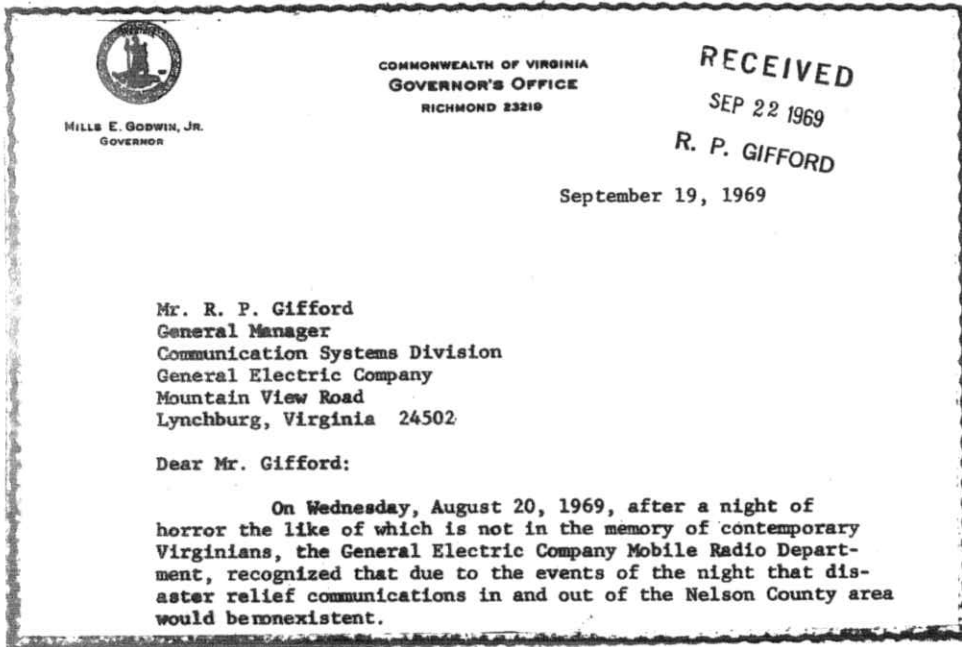 COMMONWEALTH OF VIRGINIA
GOVERNOR'S OFFICE
RICHMOND 23219
MILLS E. GODWIN, JR.
GOVERNOR
RECEIVED
SEP 22 1969
R. P. GIFFORD
September 19, 1969
Mr. R. P. Gifford
General Manager
Communication Systems Division
General Electric Company
Mountain View Road
Lynchburg, Virginia 24502
Dear Mr. Gifford:
On Wednesday, August 20, 1969, after a night of
horror the like of which is not in the memory of contemporary
Virginians, the General Electric Company Mobile Radio Depart-
ment, recognized that due to the events of the night that dis-
aster relief communications in and out of the Nelson County area
would benonexistent.